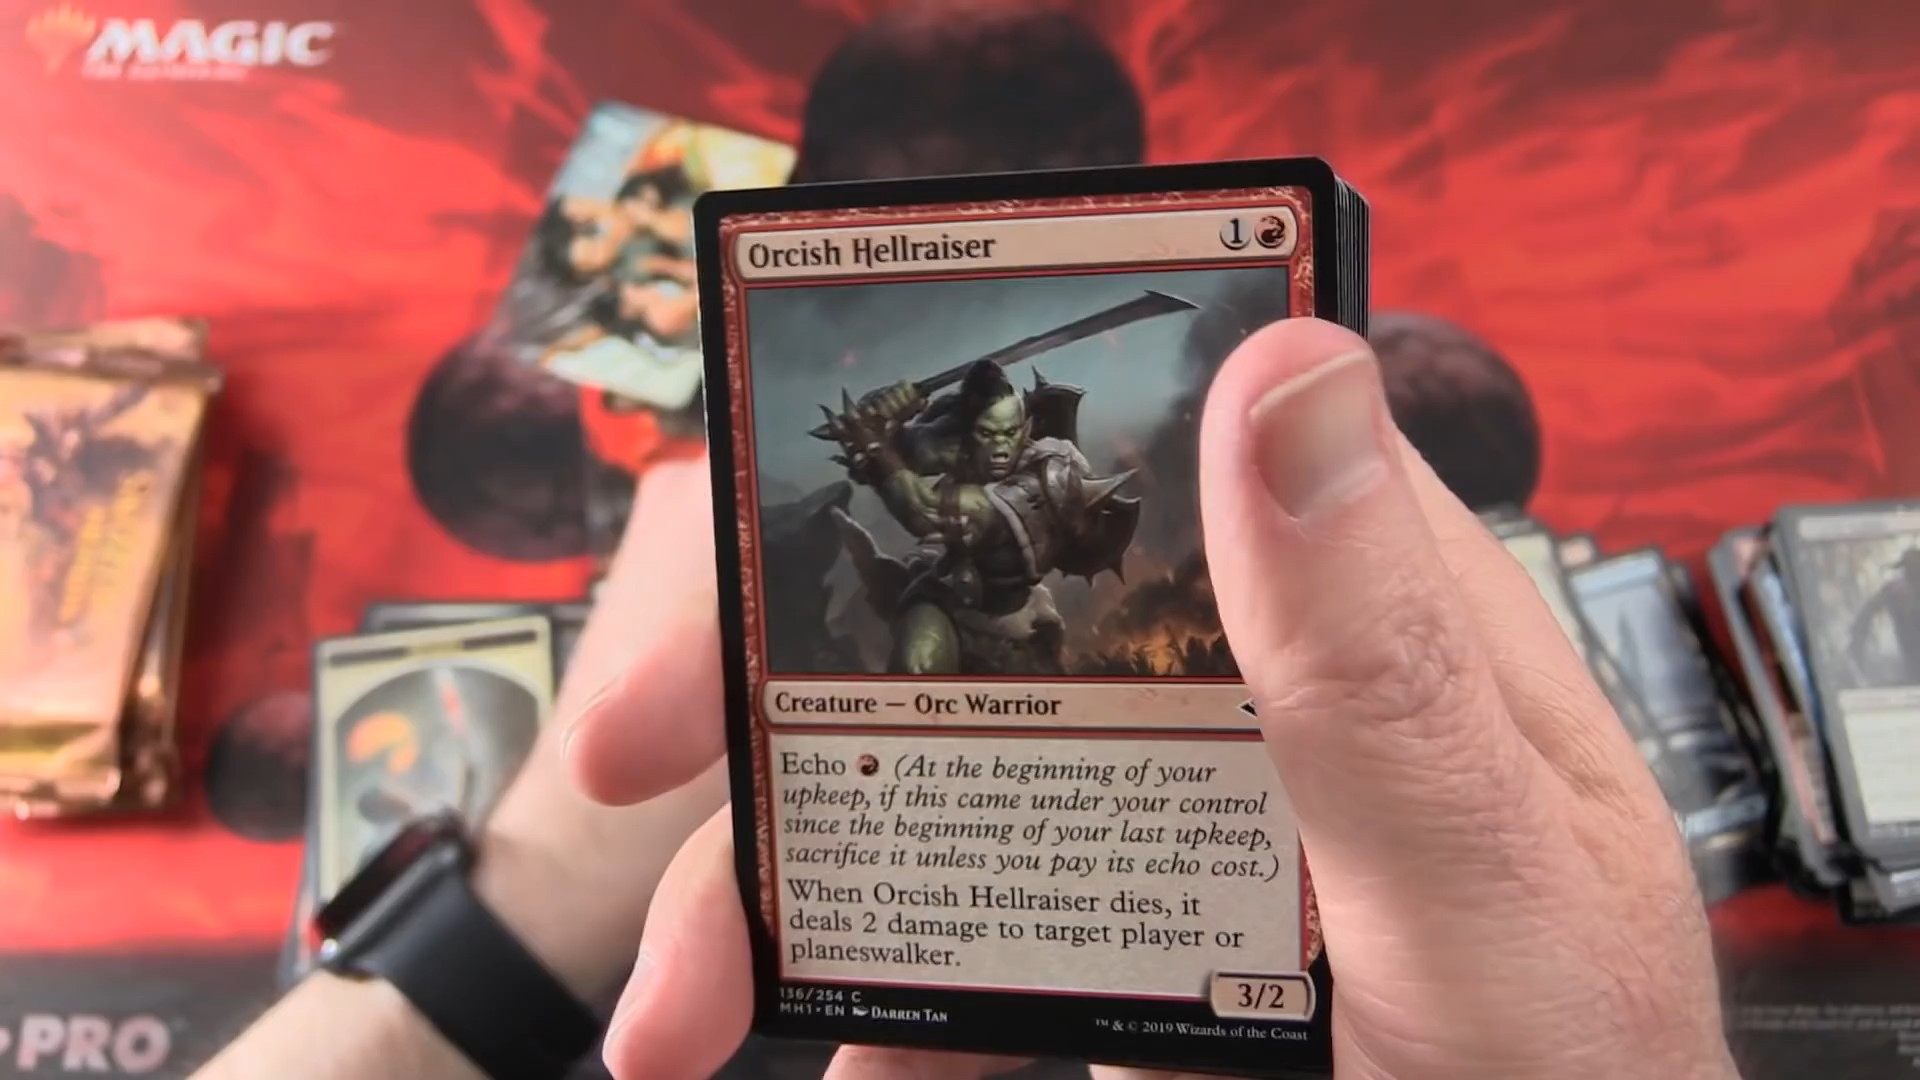 MAGIC
Orcish Hellraiser
1
Creature — Orc Warrior
Echo (At the beginning of your
upkeep, if this came under your control
since the beginning of your last upkeep,
sacrifice it unless you pay its echo cost.)
When Orcish Hellraiser dies, it
deals 2 damage to target player or
planeswalker.
3/2
136/254 C
MH1 • EN DARREN TAN
™ & © 2019 Wizards of the Coast
PRO